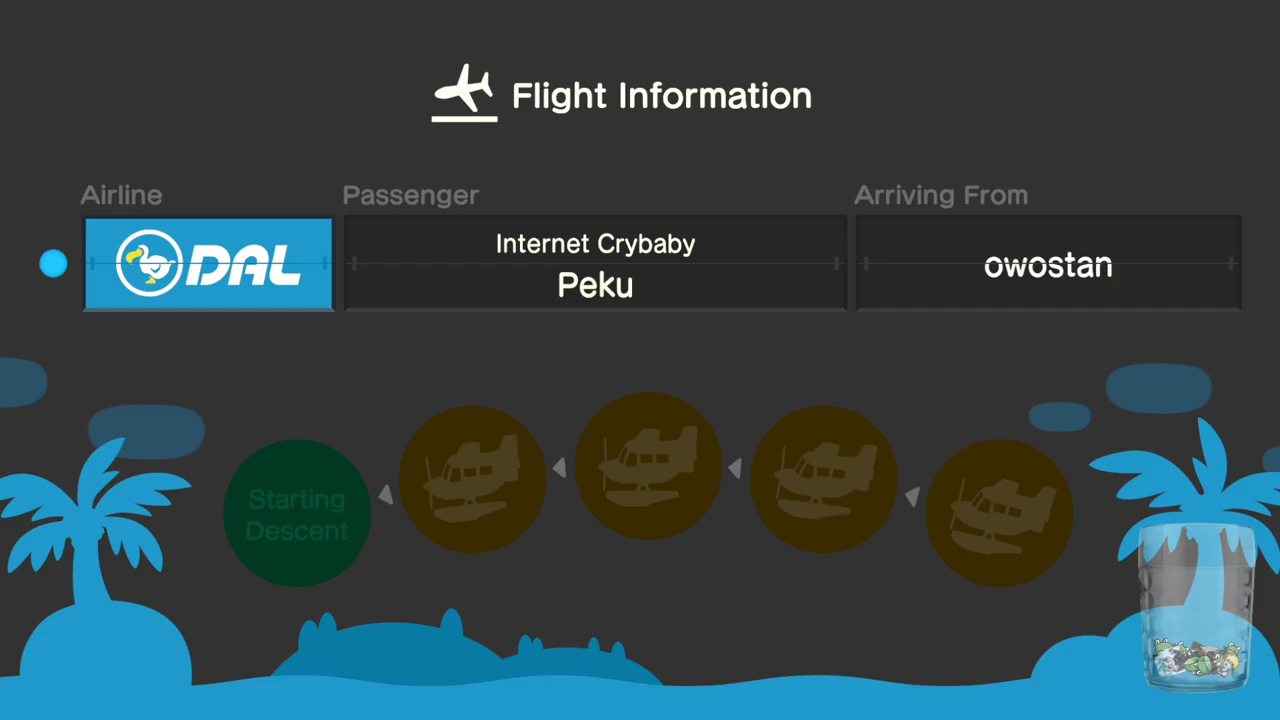 Flight Information
Airline
Passenger
Arriving From
DAL
Internet Crybaby
Peku
owostan
Starting
Descent